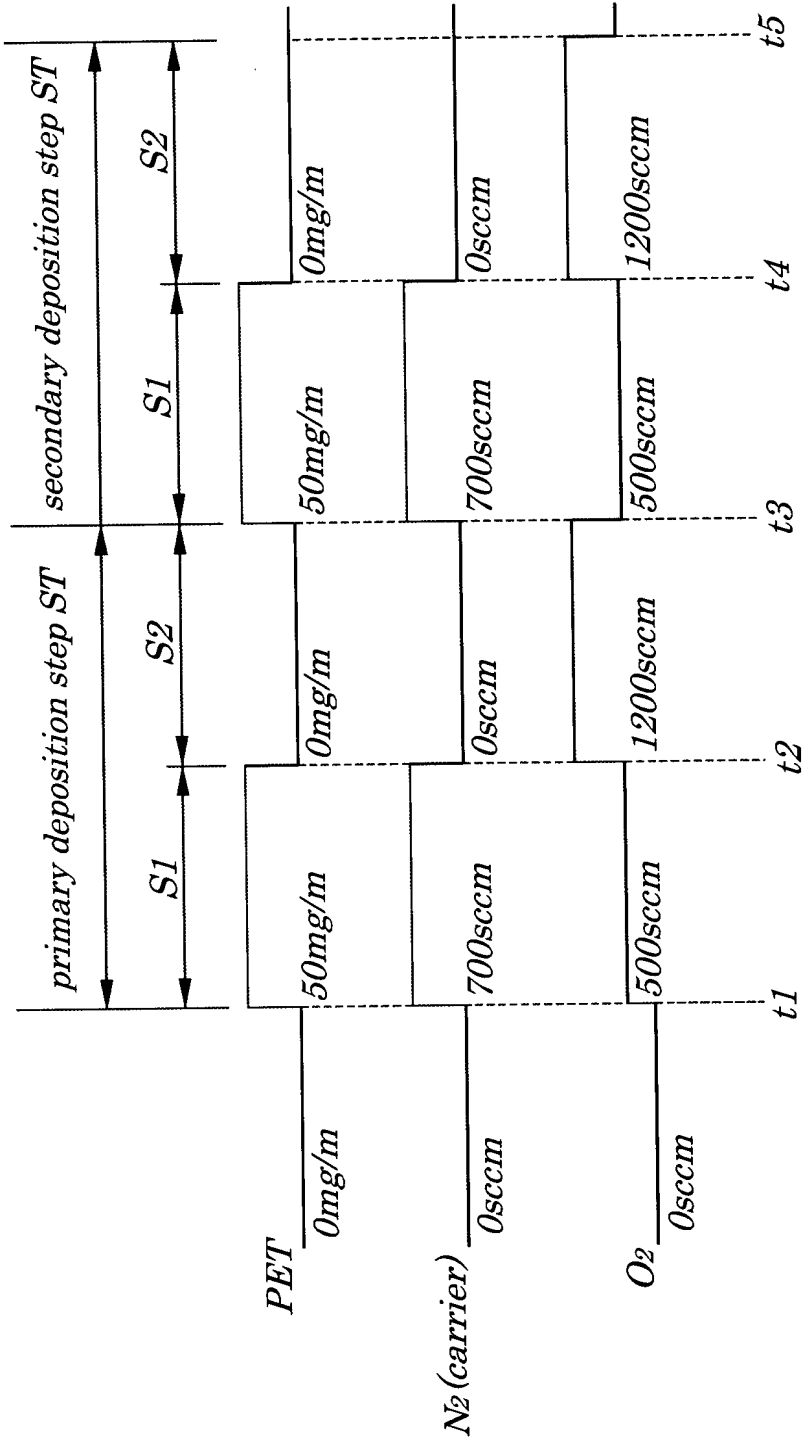 primary deposition step ST
secondary deposition step ST
S1
S2
S1
S2
PET
0mg/m
50mg/m
0mg/m
50mg/m
0mg/m
N2 (carrier)
0sccm
700sccm
0sccm
700sccm
0sccm
O2
0sccm
500sccm
1200sccm
500sccm
1200sccm
t1
t2
t3
t4
t5